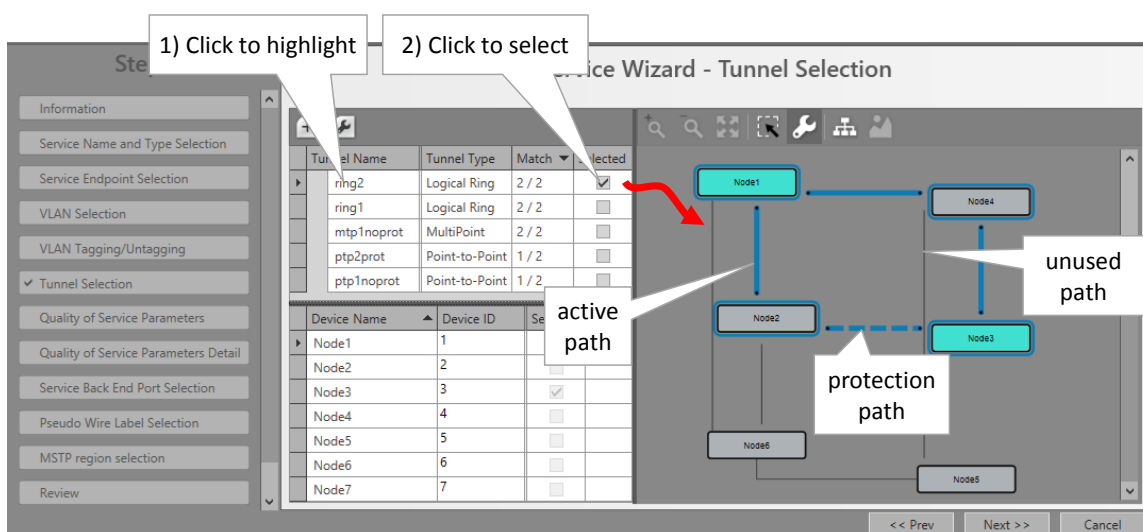 1) Click to highlight
2) Click to select
Ste
rvice Wizard - Tunnel Selection
Information
Service Name and Type Selection
Service Endpoint Selection
VLAN Selection
VLAN Tagging/Untagging
Tunnel Selection
Quality of Service Parameters
Quality of Service Parameters Detail
Service Back End Port Selection
Pseudo Wire Label Selection
MSTP region selection
Review
Tunnel Name Tunnel Type Match Selected
ring2 Logical Ring 2 / 2
ring1 Logical Ring 2 / 2
mtp1noprot MultiPoint 2 / 2
ptp2prot Point-to-Point 1 / 2
ptp1noprot Point-to-Point 1 / 2
Device Name Device ID Se
Node1 1
Node2 2
Node3 3
Node4 4
Node5 5
Node6 6
Node7 7
active
path
Node1
Node4
unused
path
Node2
Node3
protection
path
Node6
Node5
<< Prev Next >> Cancel